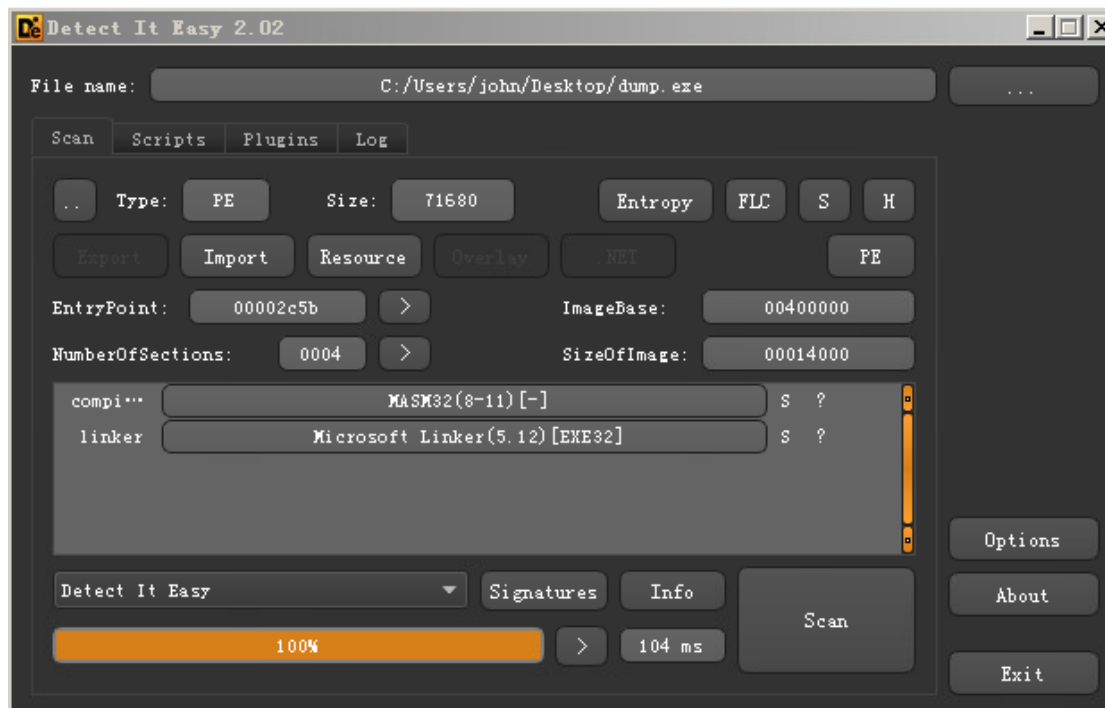 Detect It Easy 2.02
File name: C:/Users/john/Desktop/dump.exe ...
Scan Scripts Plugins Log
.. Type: PE Size: 71680 Entropy FLC S H
Export Import Resource Overlay .NET PE
EntryPoint: 00002c5b > ImageBase: 00400000
NumberOfSections: 0004 > SizeOfImage: 00014000
compi… MASM32(8-11)[-] S ?
linker Microsoft Linker(5.12)[EXE32] S ?
Options
Detect It Easy Signatures Info Scan About
100% > 104 ms
Exit